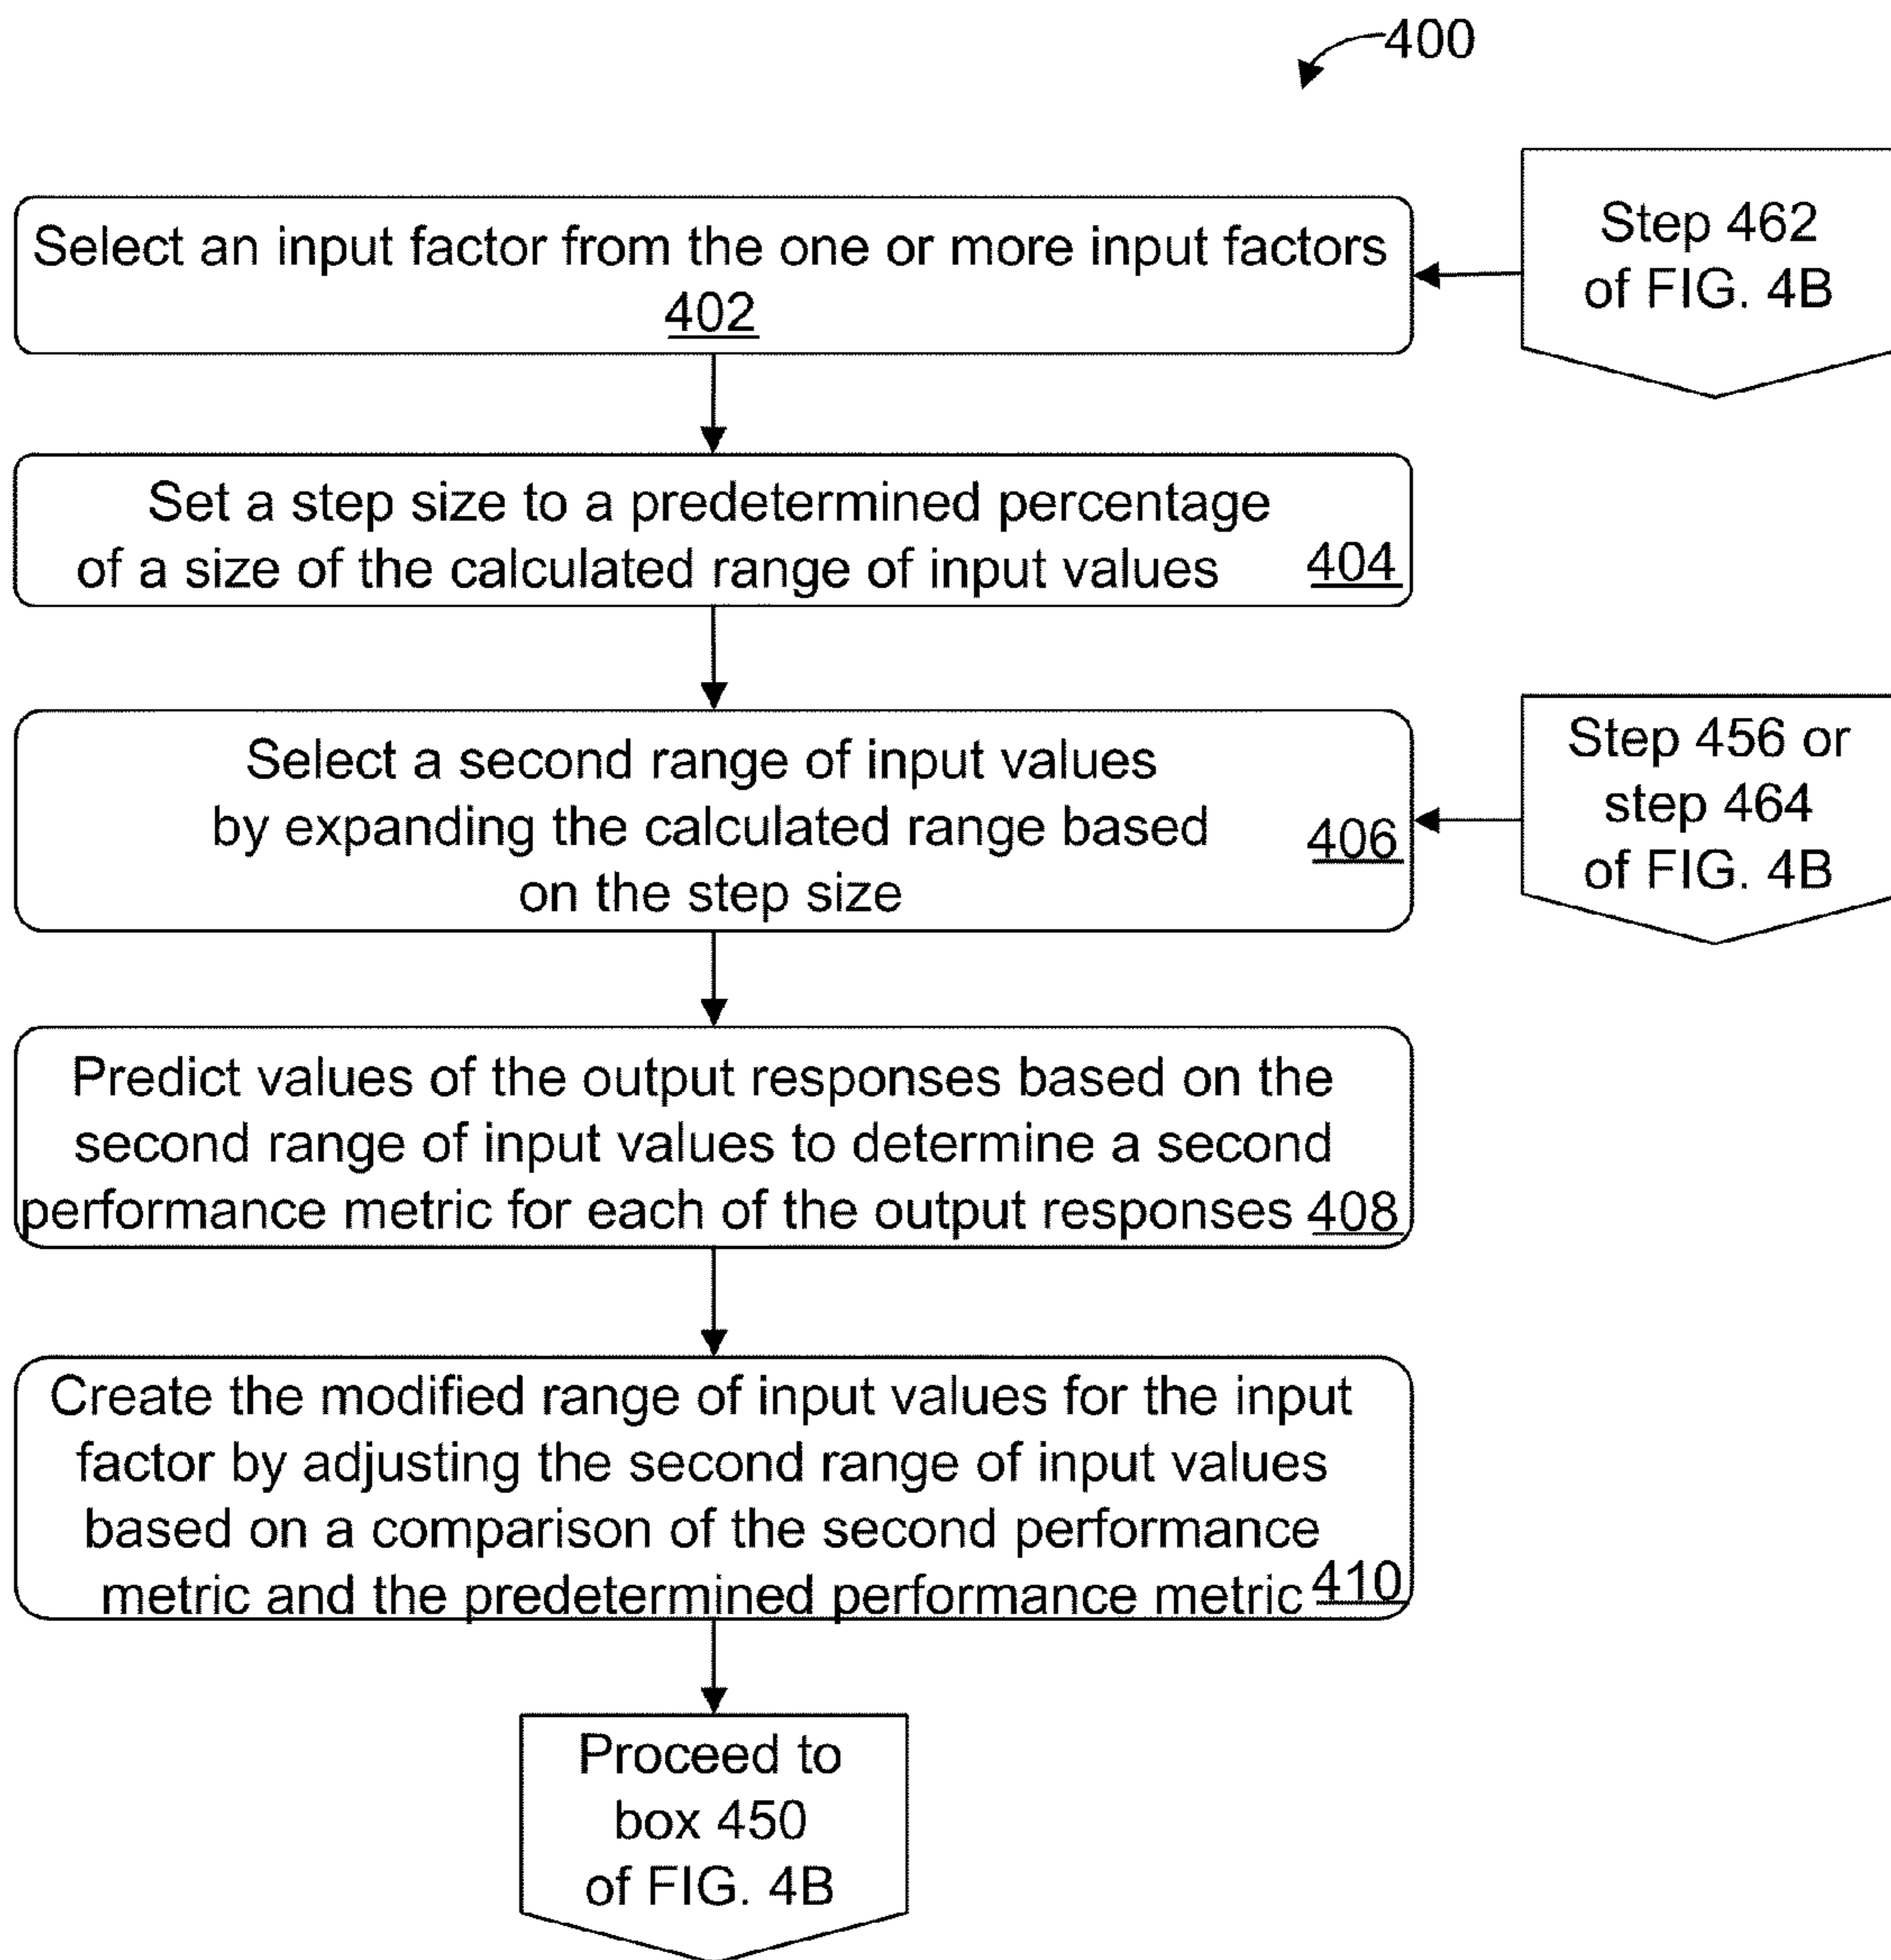 400
Select an input factor from the one or more input factors
402
Step 462
of FIG. 4B
Set a step size to a predetermined percentage
of a size of the calculated range of input values 404
Select a second range of input values
by expanding the calculated range based
on the step size
406
Step 456 or
step 464
of FIG. 4B
Predict values of the output responses based on the
second range of input values to determine a second
performance metric for each of the output responses 408
Create the modified range of input values for the input
factor by adjusting the second range of input values
based on a comparison of the second performance
metric and the predetermined performance metric 410
Proceed to
box 450
of FIG. 4B